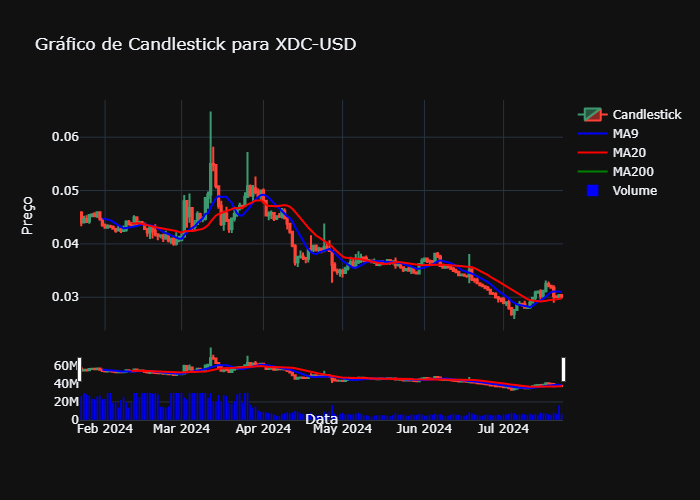 Gráfico de Candlestick para XDC-USD
Candlestick
MA9
MA20
MA200
Volume
Preço
0.06
0.05
0.04
0.03
60M
40M
20M
0
Feb 2024
Mar 2024
Apr 2024
May 2024
Jun 2024
Jul 2024
Data